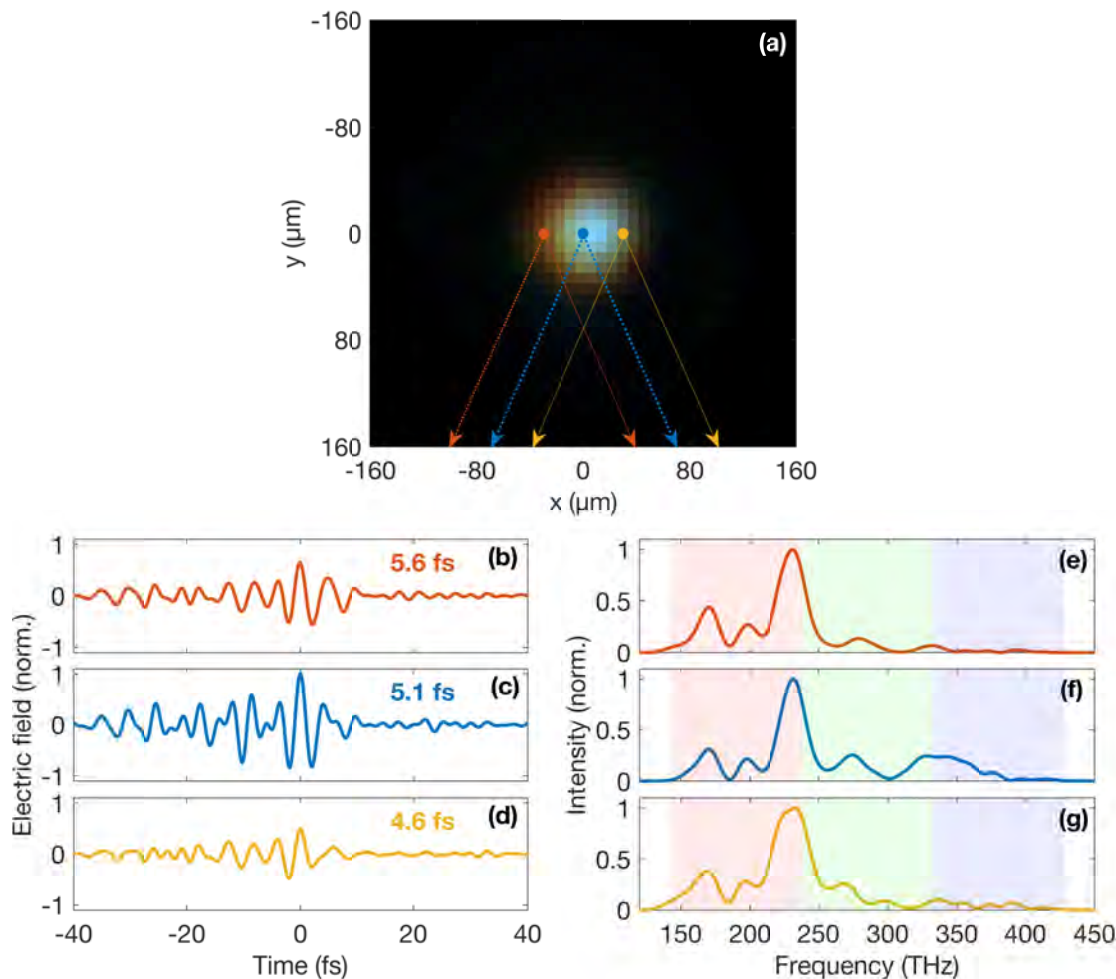 (a)
-160
-80
0
80
160
y (µm)
-160 -80 0 80 160
x (µm)
Electric field (norm.)
1
0
-1
5.6 fs (b)
1
0
-1
5.1 fs (c)
1
0
-1
4.6 fs (d)
-40 -20 0 20 40
Time (fs)
Intensity (norm.)
1
0.5
0
(e)
1
0.5
0
(f)
1
0.5
0
(g)
150 200 250 300 350 400 450
Frequency (THz)